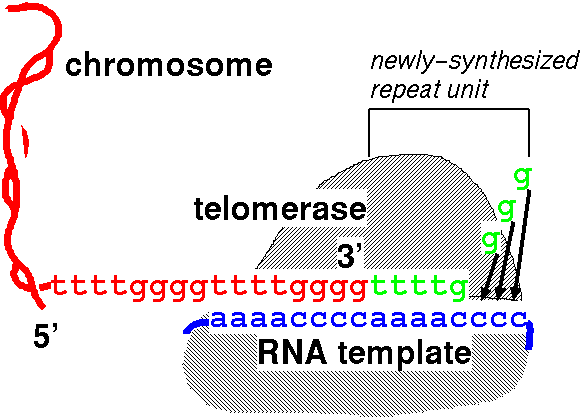 chromosome
newly-synthesized
repeat unit
g
g
g
telomerase
3'
ttttggggttttggggttttg
5'
aaaaccccaaaacccc
RNA template